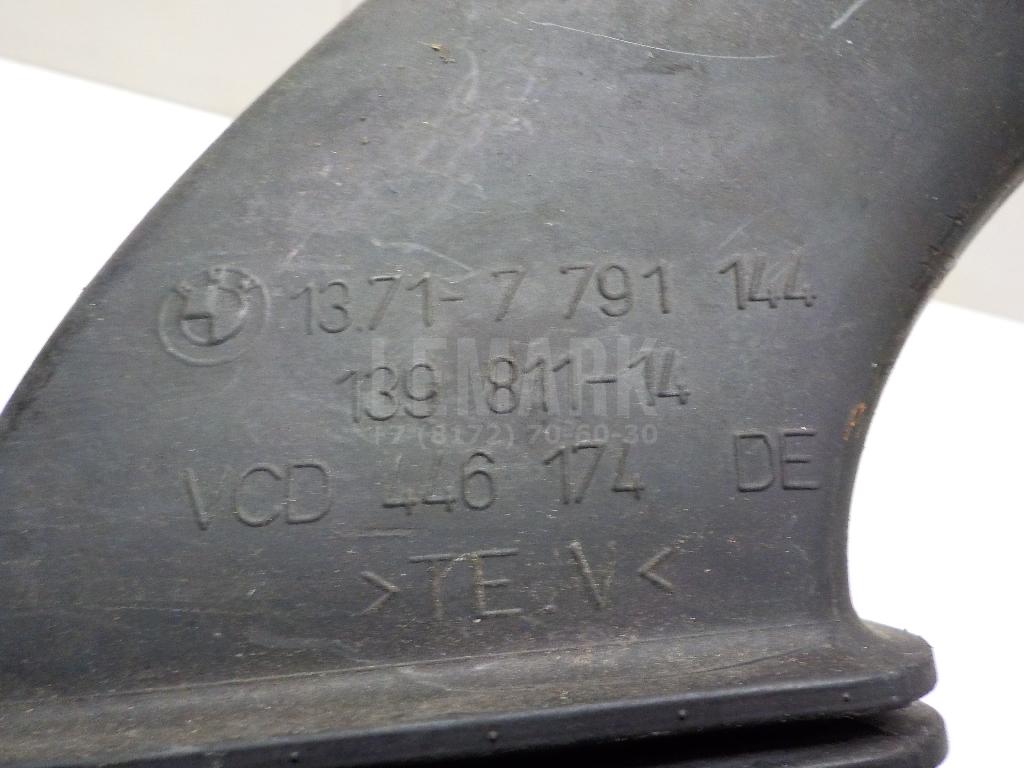 13.71-7 791 144
LEMARK
139 811-14
+7 (8172) 70-60-30
VCD 446 174 DE
>TE./V<